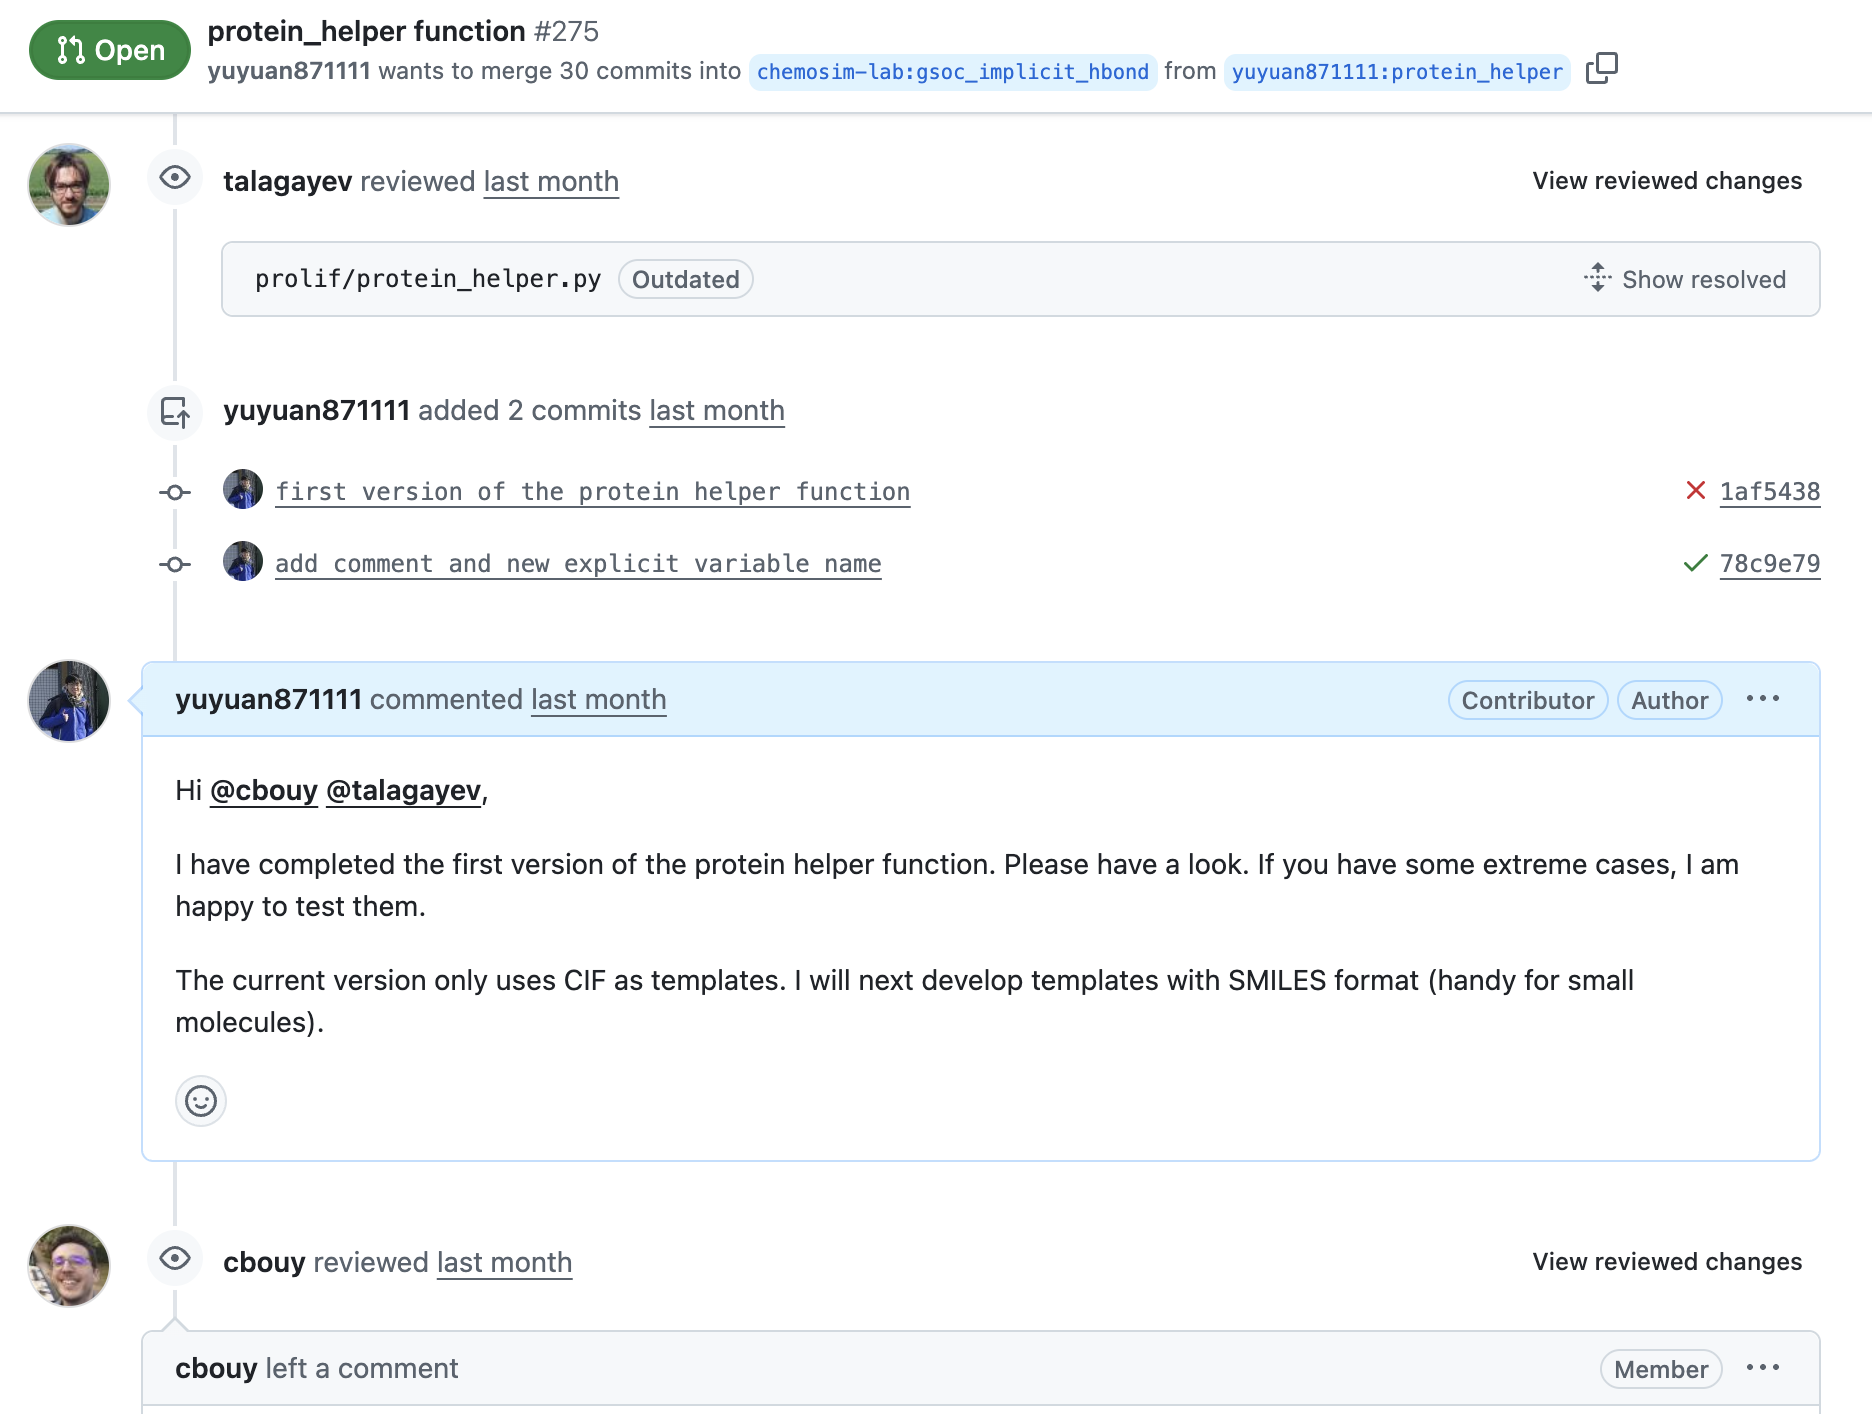 Open
protein_helper function #275
yuyuan871111 wants to merge 30 commits into chemosim-lab:gsoc_implicit_hbond from yuyuan871111:protein_helper
talagayev reviewed last month
View reviewed changes
prolif/protein_helper.py Outdated
Show resolved
yuyuan871111 added 2 commits last month
first version of the protein helper function
1af5438
add comment and new explicit variable name
78c9e79
yuyuan871111 commented last month
Contributor Author
Hi @cbouy @talagayev,
I have completed the first version of the protein helper function. Please have a look. If you have some extreme cases, I am
happy to test them.
The current version only uses CIF as templates. I will next develop templates with SMILES format (handy for small
molecules).
cbouy reviewed last month
View reviewed changes
cbouy left a comment
Member